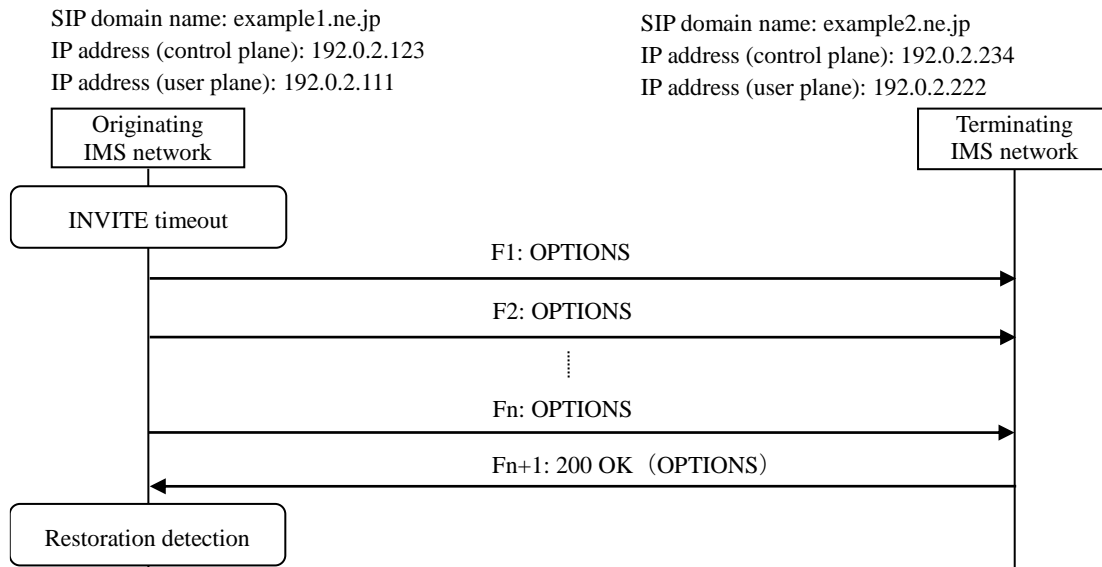 SIP domain name: example1.ne.jp
IP address (control plane): 192.0.2.123
IP address (user plane): 192.0.2.111
SIP domain name: example2.ne.jp
IP address (control plane): 192.0.2.234
IP address (user plane): 192.0.2.222
Originating
IMS network
Terminating
IMS network
INVITE timeout
F1: OPTIONS
F2: OPTIONS
Fn: OPTIONS
Fn+1: 200 OK（OPTIONS）
Restoration detection